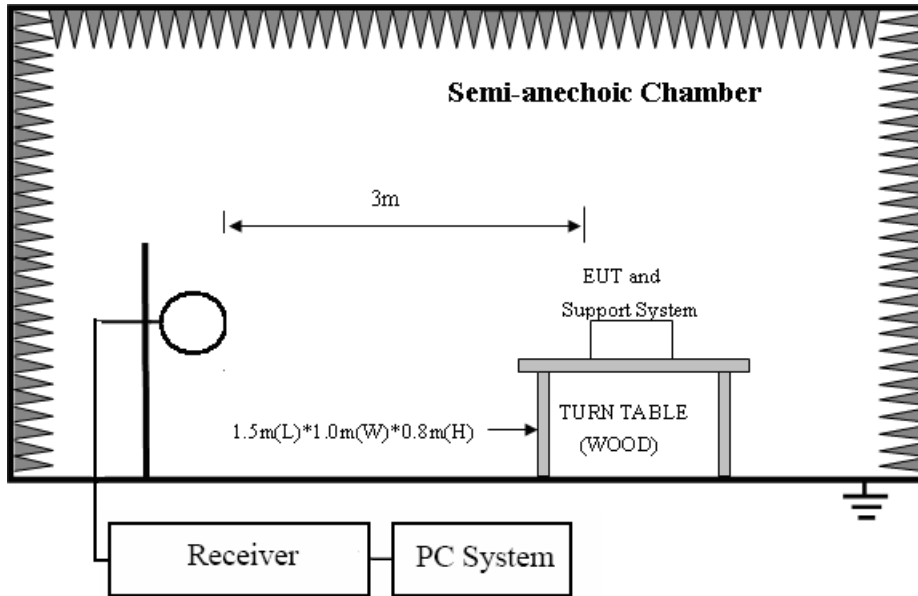 Semi-anechoic Chamber
3m
EUT and
Support System
1.5m(L)*1.0m(W)*0.8m(H)
TURN TABLE
(WOOD)
Receiver
PC System